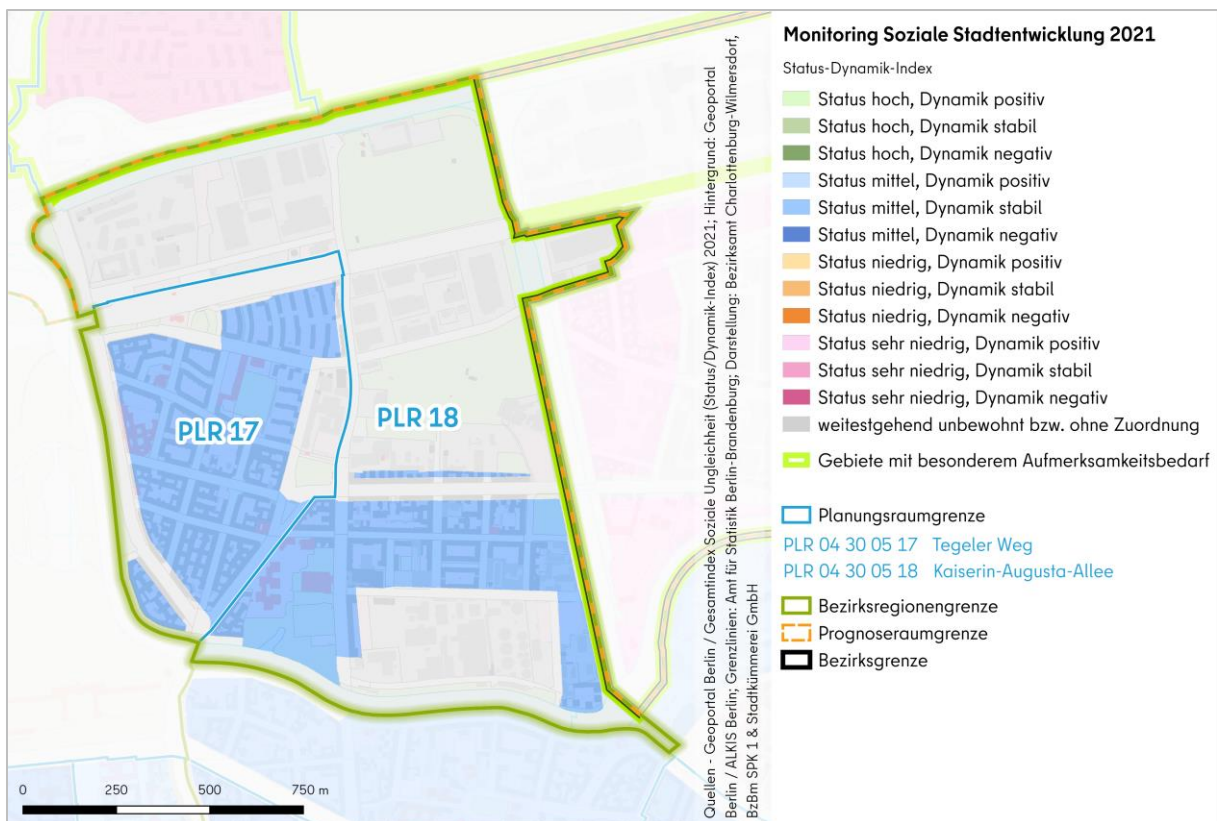 PLR 17
PLR 18
0 250 500 750 m
Quellen - Geoportal Berlin / Gesamtindex Soziale Ungleichheit (Status/Dynamik-Index) 2021; Hintergrund: Geoportal
Berlin / ALKIS Berlin; Grenzlinien: Amt für Statistik Berlin-Brandenburg; Darstellung: Bezirksamt Charlottenburg-Wilmersdorf,
BzBm SPK 1 & Stadtkümmerei GmbH
Monitoring Soziale Stadtentwicklung 2021
Status-Dynamik-Index
Status hoch, Dynamik positiv
Status hoch, Dynamik stabil
Status hoch, Dynamik negativ
Status mittel, Dynamik positiv
Status mittel, Dynamik stabil
Status mittel, Dynamik negativ
Status niedrig, Dynamik positiv
Status niedrig, Dynamik stabil
Status niedrig, Dynamik negativ
Status sehr niedrig, Dynamik positiv
Status sehr niedrig, Dynamik stabil
Status sehr niedrig, Dynamik negativ
weitestgehend unbewohnt bzw. ohne Zuordnung
Gebiete mit besonderem Aufmerksamkeitsbedarf
Planungsraumgrenze
PLR 04 30 05 17 Tegeler Weg
PLR 04 30 05 18 Kaiserin-Augusta-Allee
Bezirksregionengrenze
Prognoseraumgrenze
Bezirksgrenze